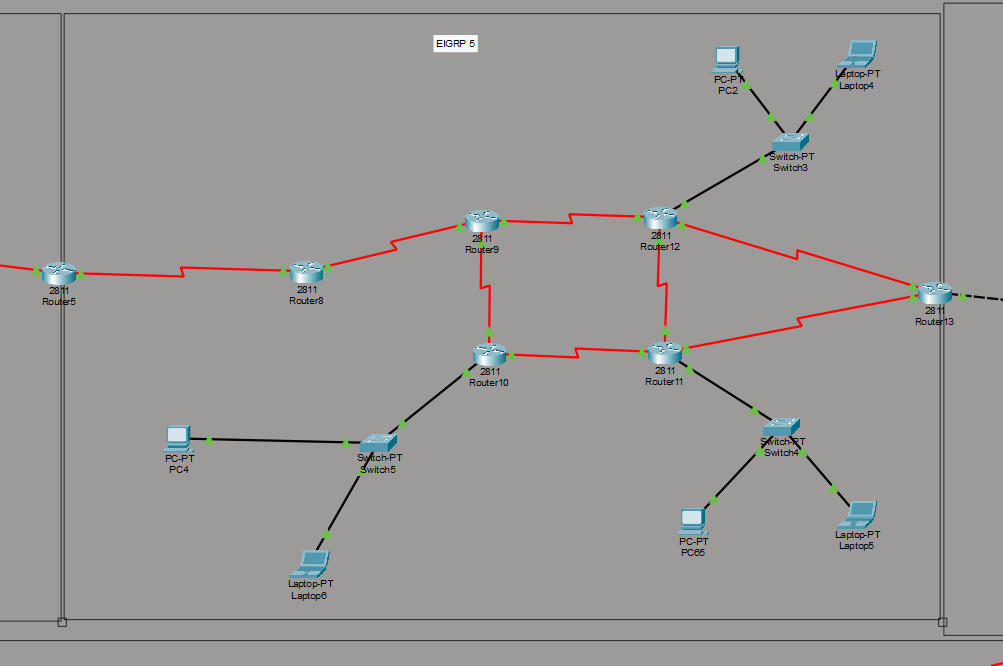 EIGRP 5
PC-PT
PC2
Laptop-PT
Laptop4
Switch-PT
Switch3
2811
Router9
2811
Router12
2811
Router5
2811
Router8
2811
Router13
2811
Router10
2811
Router11
PC-PT
PC4
Switch-PT
Switch5
Switch-PT
Switch4
PC-PT
PC65
Laptop-PT
Laptop5
Laptop-PT
Laptop6